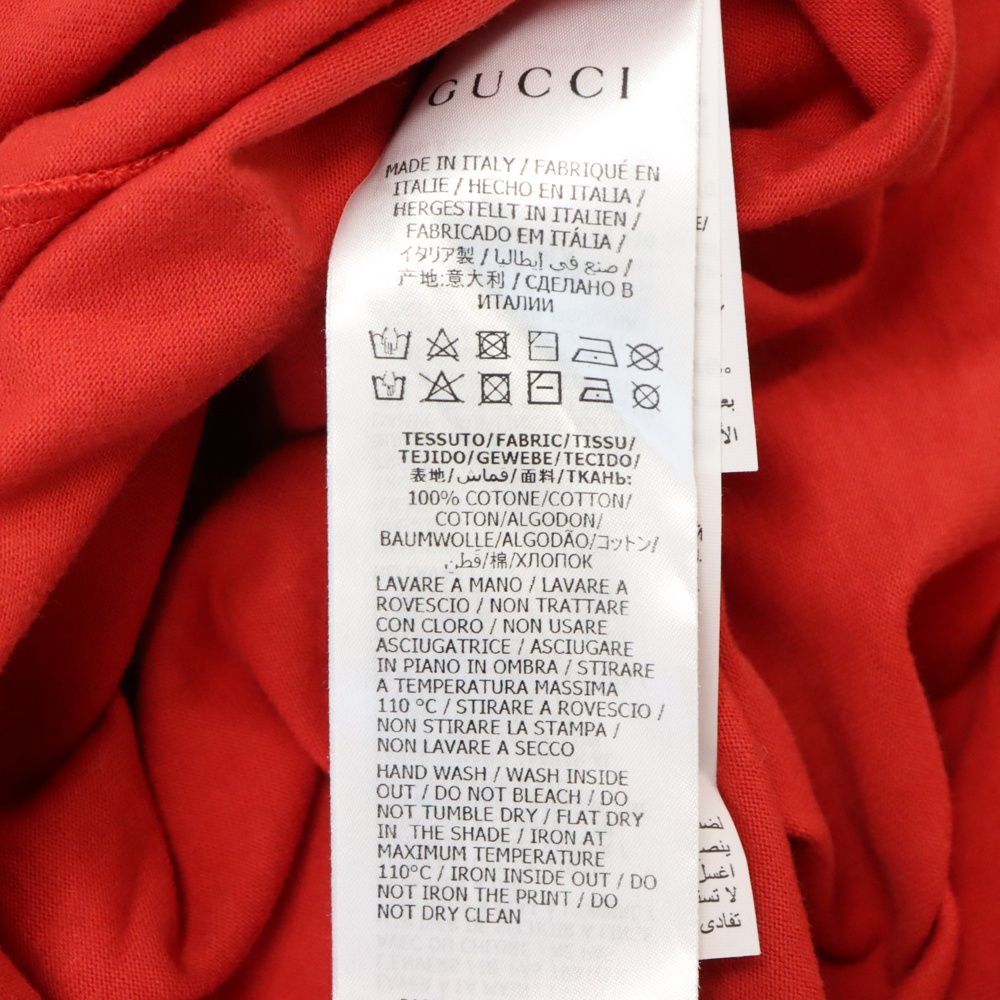 GUCCI
MADE IN ITALY / FABRIQUÉ EN
ITALIE / HECHO EN ITALIA /
HERGESTELLT IN ITALIEN /
FABRICADO EM ITÁLIA /
イタリア製 / صنع في إيطاليا /
产地:意大利 / СДЕЛАНО В
ИТАЛИИ
TESSUTO/FABRIC/TISSU/
TEJIDO/GEWEBE/TECIDO/
表地/قماش/面料/ТКАНЬ:
100% COTONE/COTTON/
COTON/ALGODON/
BAUMWOLLE/ALGODÃO/コットン/
قطن/棉/ХЛОПОК
LAVARE A MANO / LAVARE A
ROVESCIO / NON TRATTARE
CON CLORO / NON USARE
ASCIUGATRICE / ASCIUGARE
IN PIANO IN OMBRA / STIRARE
A TEMPERATURA MASSIMA
110 °C / STIRARE A ROVESCIO /
NON STIRARE LA STAMPA /
NON LAVARE A SECCO
HAND WASH / WASH INSIDE
OUT / DO NOT BLEACH / DO
NOT TUMBLE DRY / FLAT DRY
IN THE SHADE / IRON AT
MAXIMUM TEMPERATURE
110°C / IRON INSIDE OUT / DO
NOT IRON THE PRINT / DO
NOT DRY CLEAN